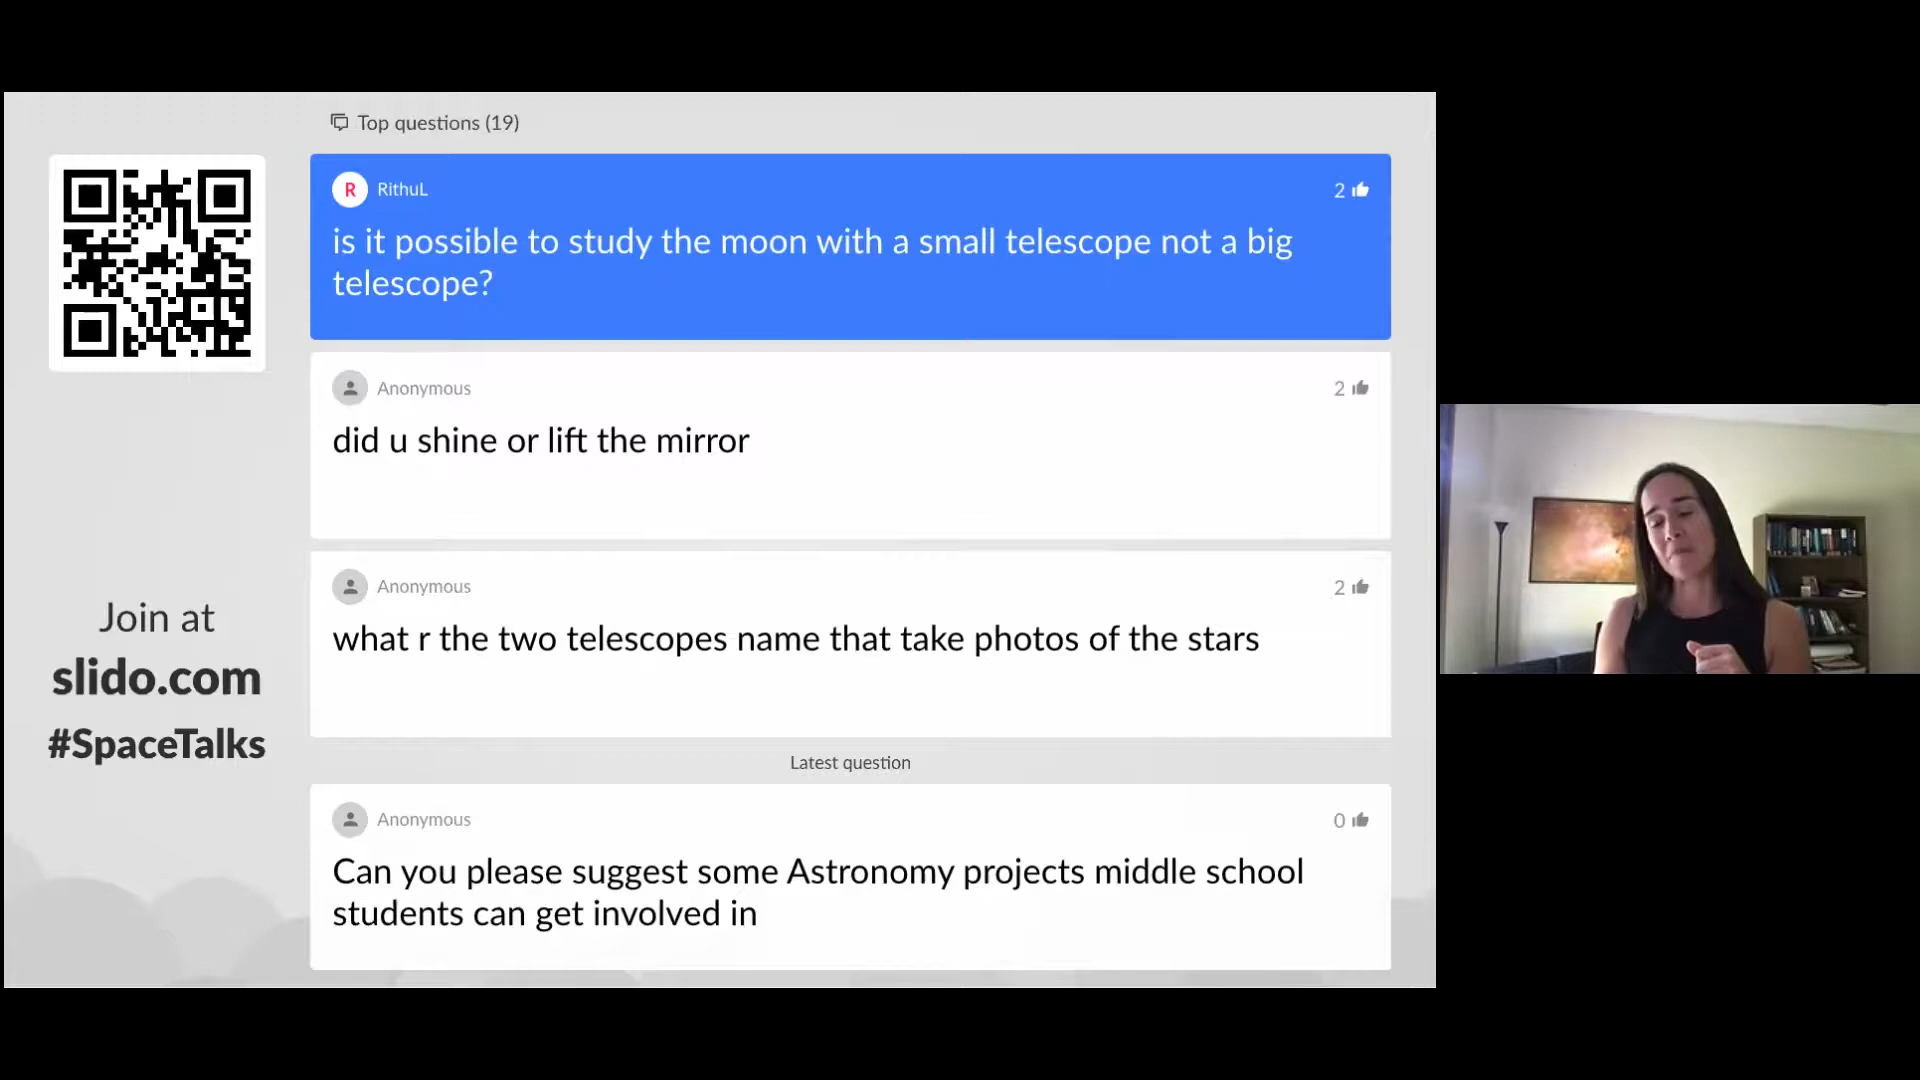 Top questions (19)
R RithuL 2
is it possible to study the moon with a small telescope not a big
telescope?
Anonymous 2
did u shine or lift the mirror
Anonymous 2
what r the two telescopes name that take photos of the stars
Join at
slido.com
#SpaceTalks
Latest question
Anonymous 0
Can you please suggest some Astronomy projects middle school
students can get involved in